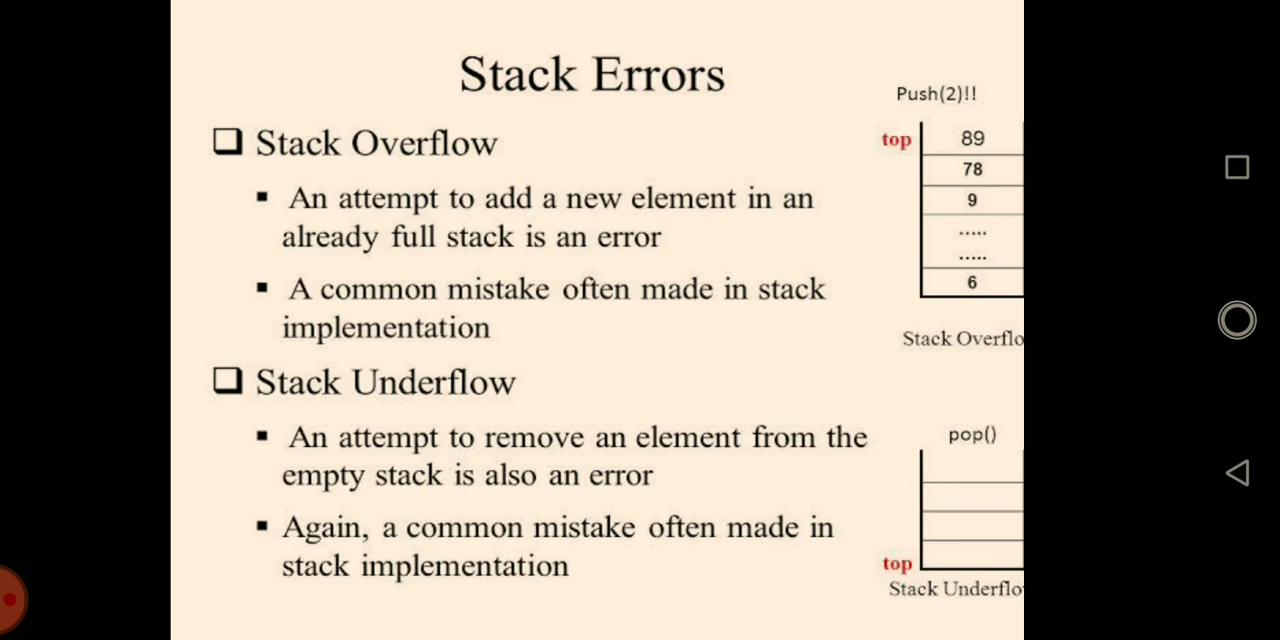 Stack Errors
Stack Overflow
An attempt to add a new element in an
already full stack is an error
A common mistake often made in stack
implementation
Stack Underflow
An attempt to remove an element from the
empty stack is also an error
Again, a common mistake often made in
stack implementation
Push(2)!!
top
89
78
9
.....
.....
6
Stack Overflo
pop()
top
Stack Underflo